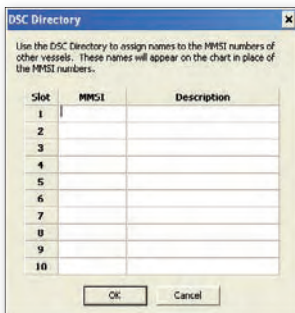 DSC Directory
Use the DSC Directory to assign names to the MMSI numbers of
other vessels. These names will appear on the chart in place of
the MMSI numbers.
Slot MMSI Description
1
2
3
4
5
6
7
8
9
10
OK Cancel